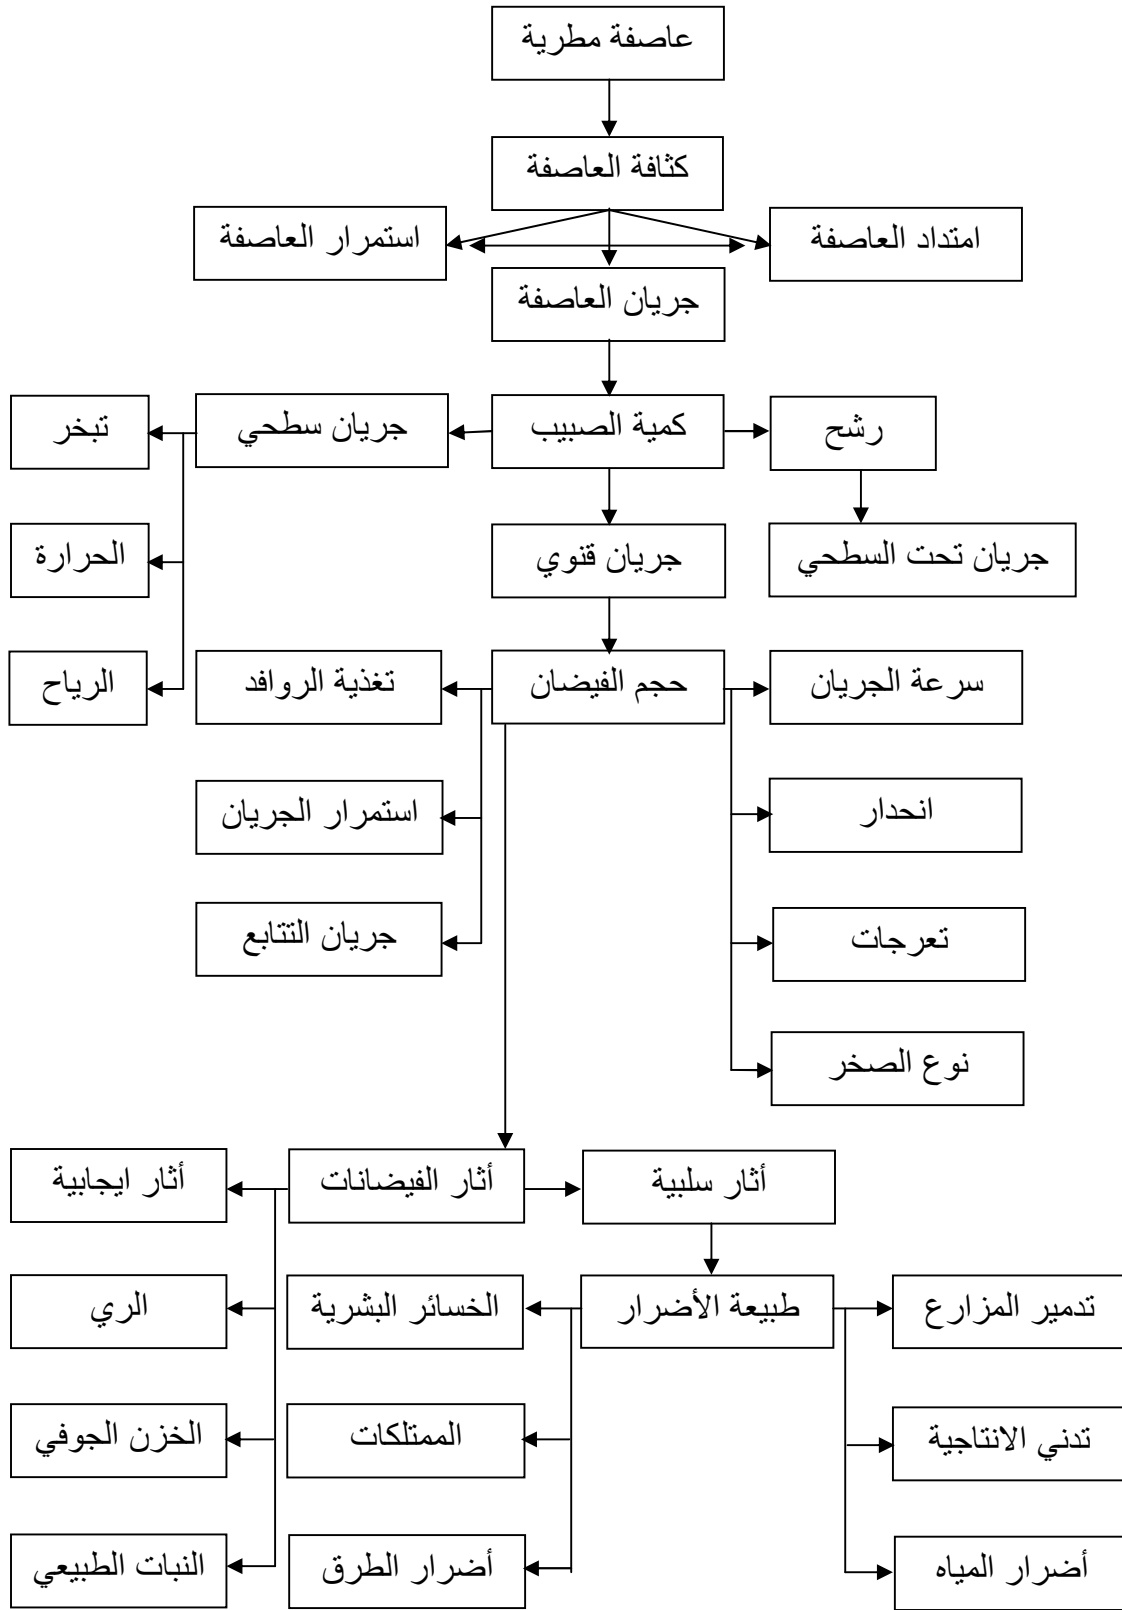 عاصفة مطرية
كثافة العاصفة
امتداد العاصفة
استمرار العاصفة
جريان العاصفة
رشح
كمية الصبيب
جريان سطحي
تبخر
جريان تحت السطحي
جريان قنوي
الحرارة
سرعة الجريان
حجم الفيضان
تغذية الروافد
الرياح
انحدار
استمرار الجريان
تعرجات
جريان التتابع
نوع الصخر
أثار سلبية
أثار الفيضانات
أثار ايجابية
تدمير المزارع
طبيعة الأضرار
الخسائر البشرية
الري
تدني الانتاجية
الممتلكات
الخزن الجوفي
أضرار المياه
أضرار الطرق
النبات الطبيعي